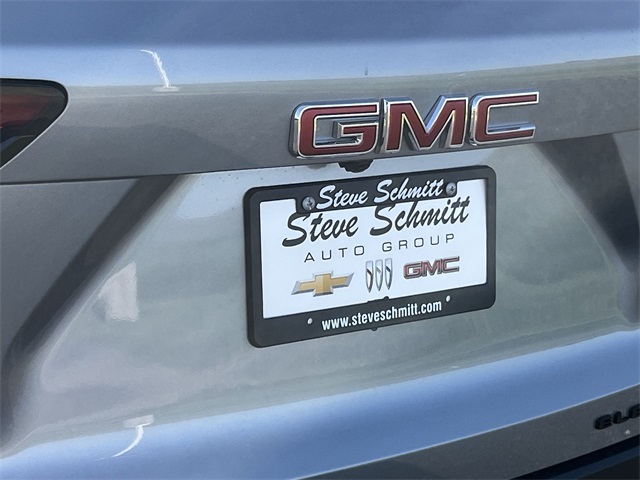 GMC
Steve Schmitt
Steve Schmitt
AUTO GROUP
GMC
www.steveschmitt.com